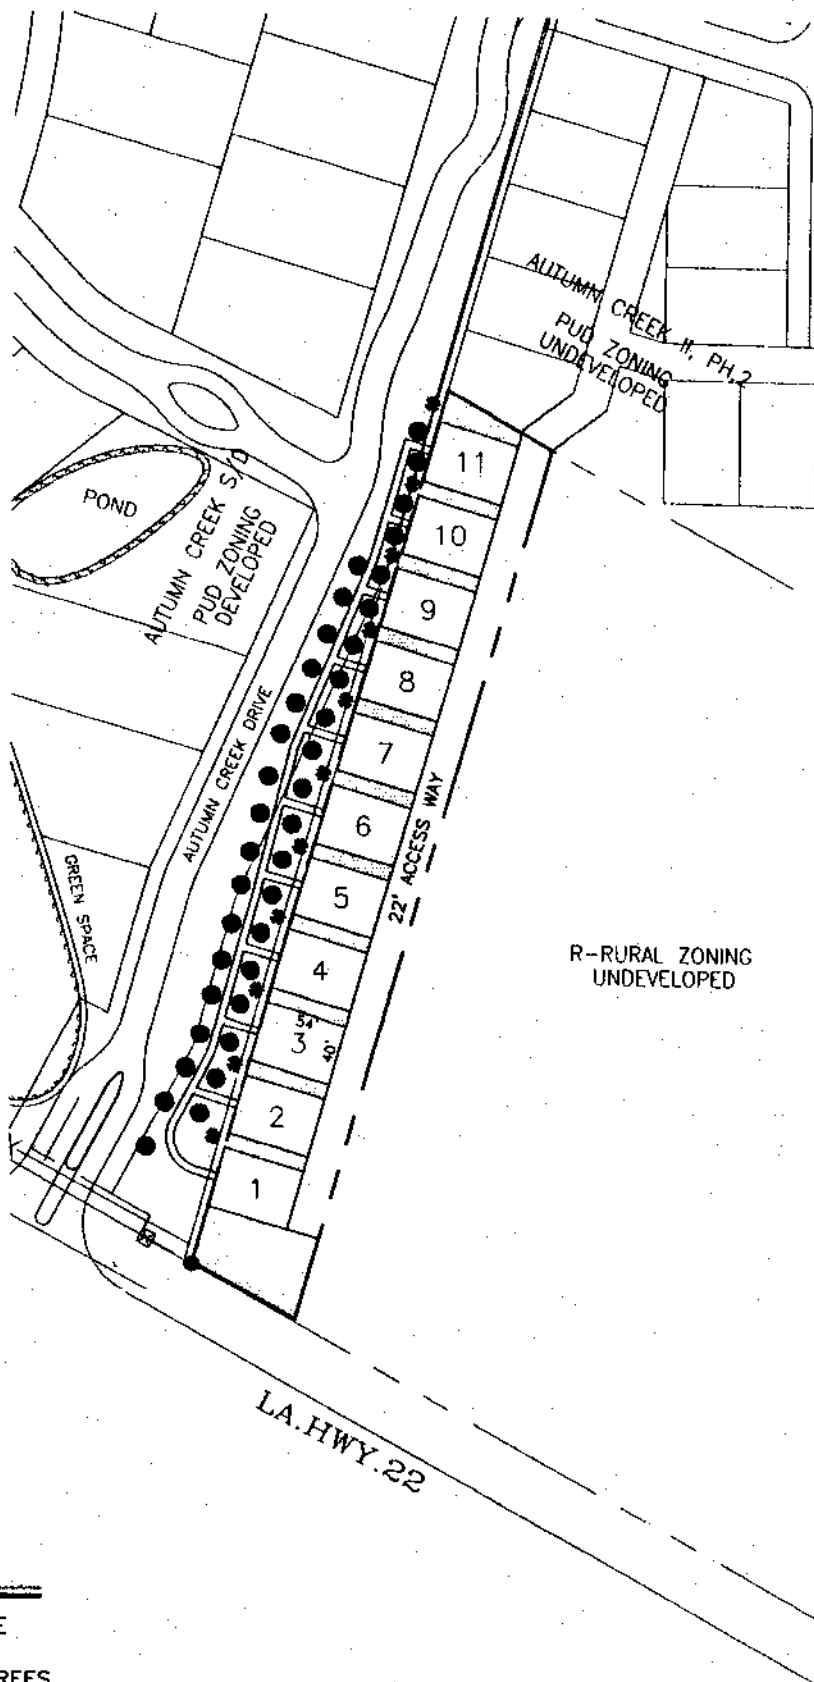 AUTUMN CREEK II, PH.2
PUD ZONING
UNDEVELOPED
11
10
9
8
7
6
5
4
54'
3
40'
2
1
POND
AUTUMN CREEK S/D
PUD ZONING
DEVELOPED
AUTUMN CREEK DRIVE
GREEN SPACE
22' ACCESS WAY
R-RURAL ZONING
UNDEVELOPED
LA.HWY.22